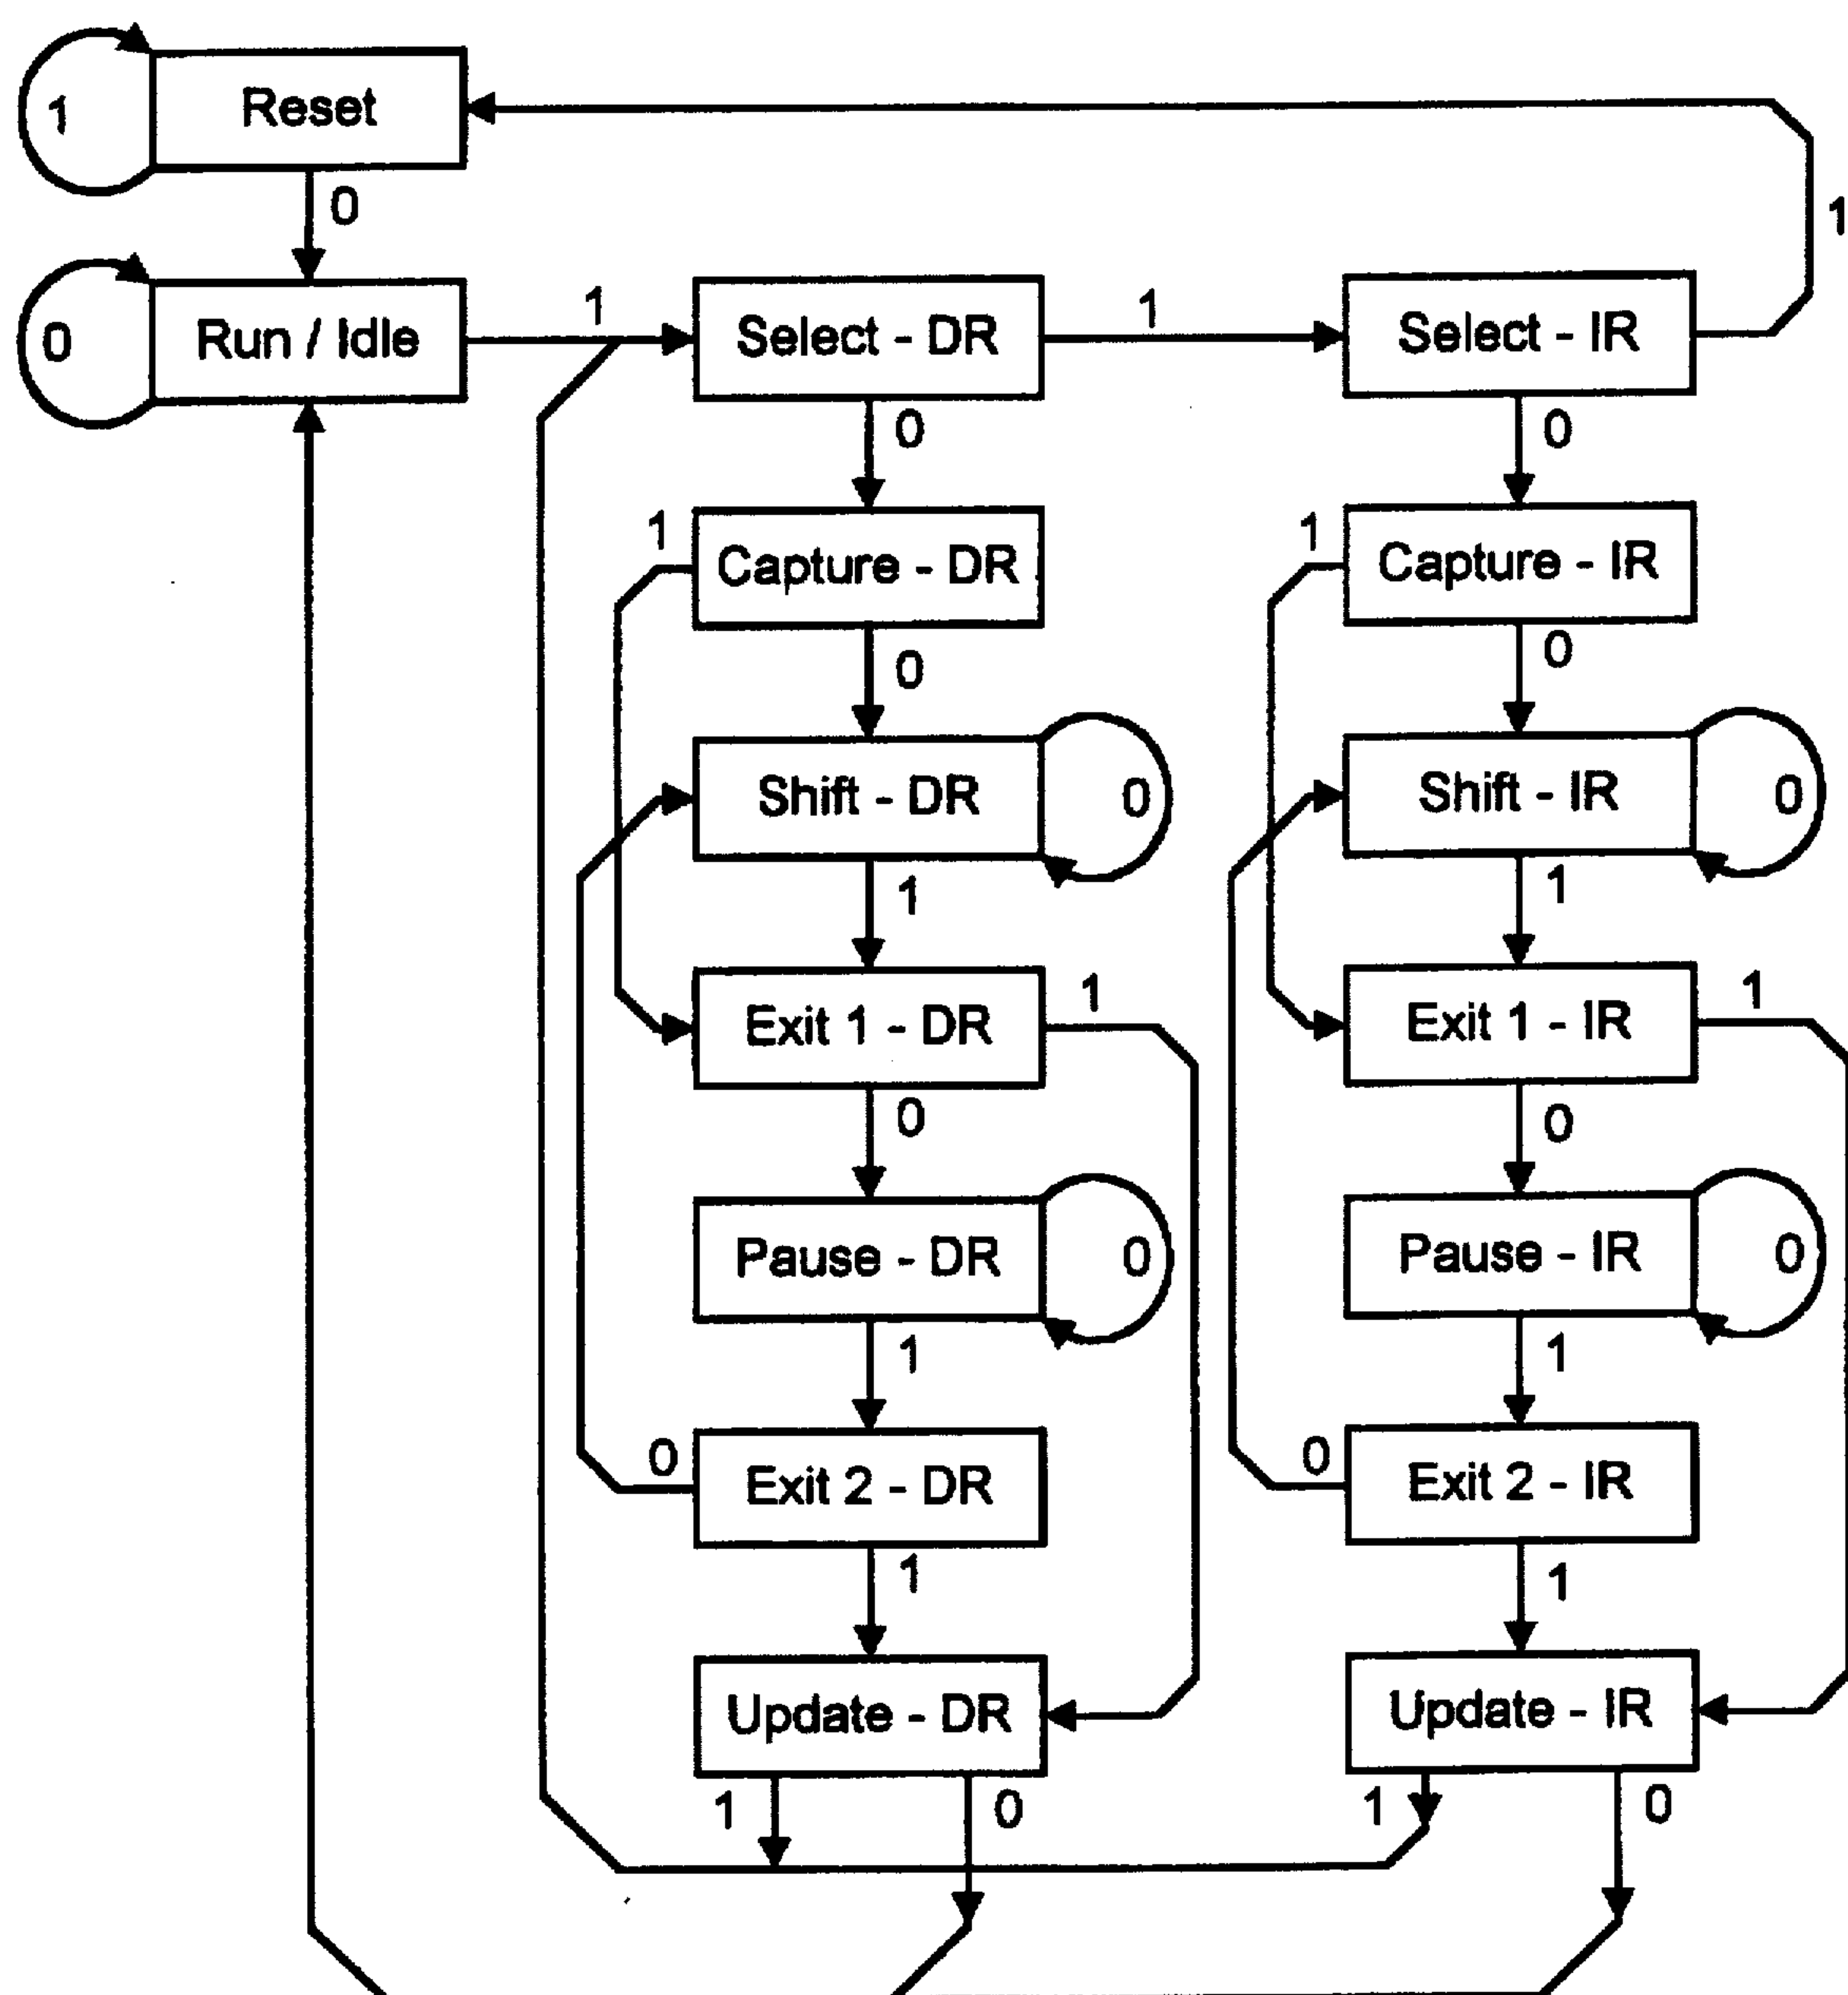 Reset
1
0
1
Run / Idle
0
1
Select - DR
1
Select - IR
0
0
1
Capture - DR
1
Capture - IR
0
0
Shift - DR
0
Shift - IR
0
1
1
Exit 1 - DR
1
Exit 1 - IR
1
0
0
Pause - DR
0
Pause - IR
0
1
1
0
Exit 2 - DR
0
Exit 2 - IR
1
1
Update - DR
Update - IR
1
0
1
0